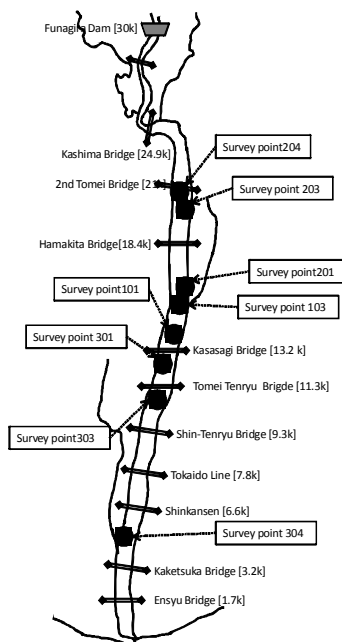 Funagira Dam [30k]
Kashima Bridge [24.9k]
Survey point204
2nd Tomei Bridge [2
Survey point 203
Hamakita Bridge[18.4k]
Survey point201
Survey point101
Survey point 103
Survey point 301
Kasasagi Bridge [13.2 k]
Tomei Tenryu Brigde [11.3k]
Survey point303
Shin-Tenryu Bridge [9.3k]
Tokaido Line [7.8k]
Shinkansen [6.6k]
Survey point 304
Kaketsuka Bridge [3.2k]
Ensyu Bridge [1.7k]